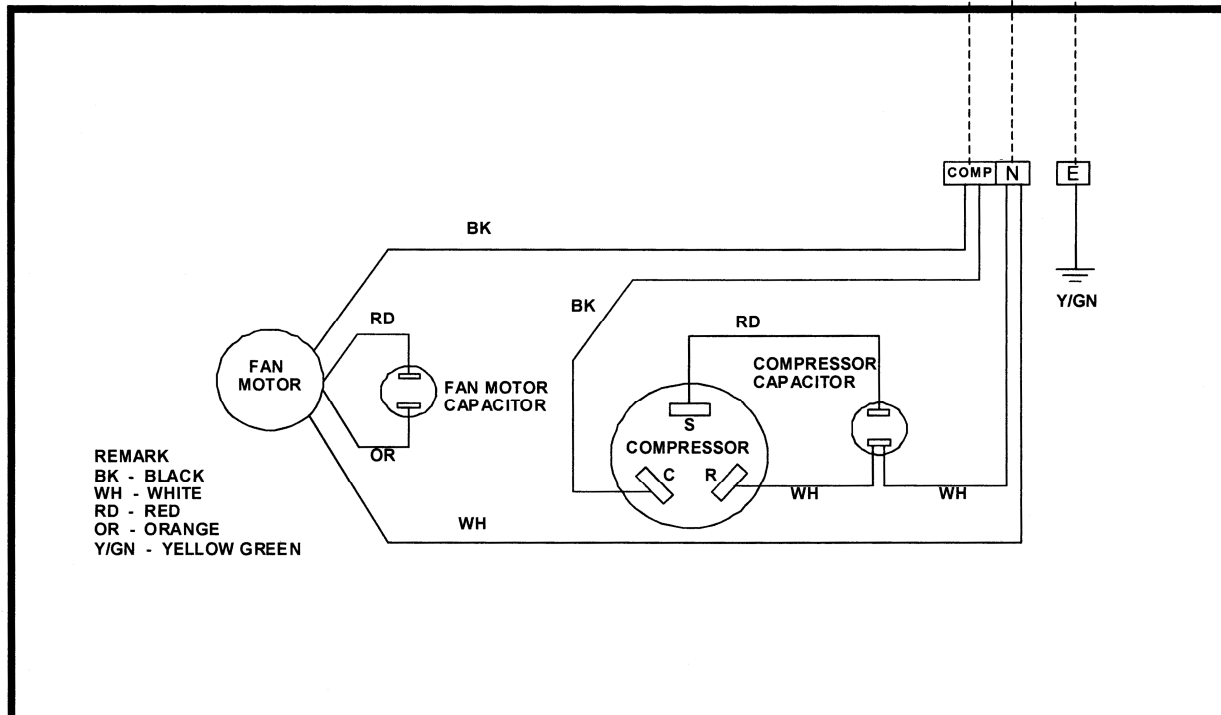 COMP N E
BK
Y/GN
BK
RD
RD
FAN
MOTOR
COMPRESSOR
CAPACITOR
FAN MOTOR
CAPACITOR
S
COMPRESSOR
OR
C R
WH
WH
REMARK
BK - BLACK
WH - WHITE
RD - RED
OR - ORANGE
Y/GN - YELLOW GREEN
WH